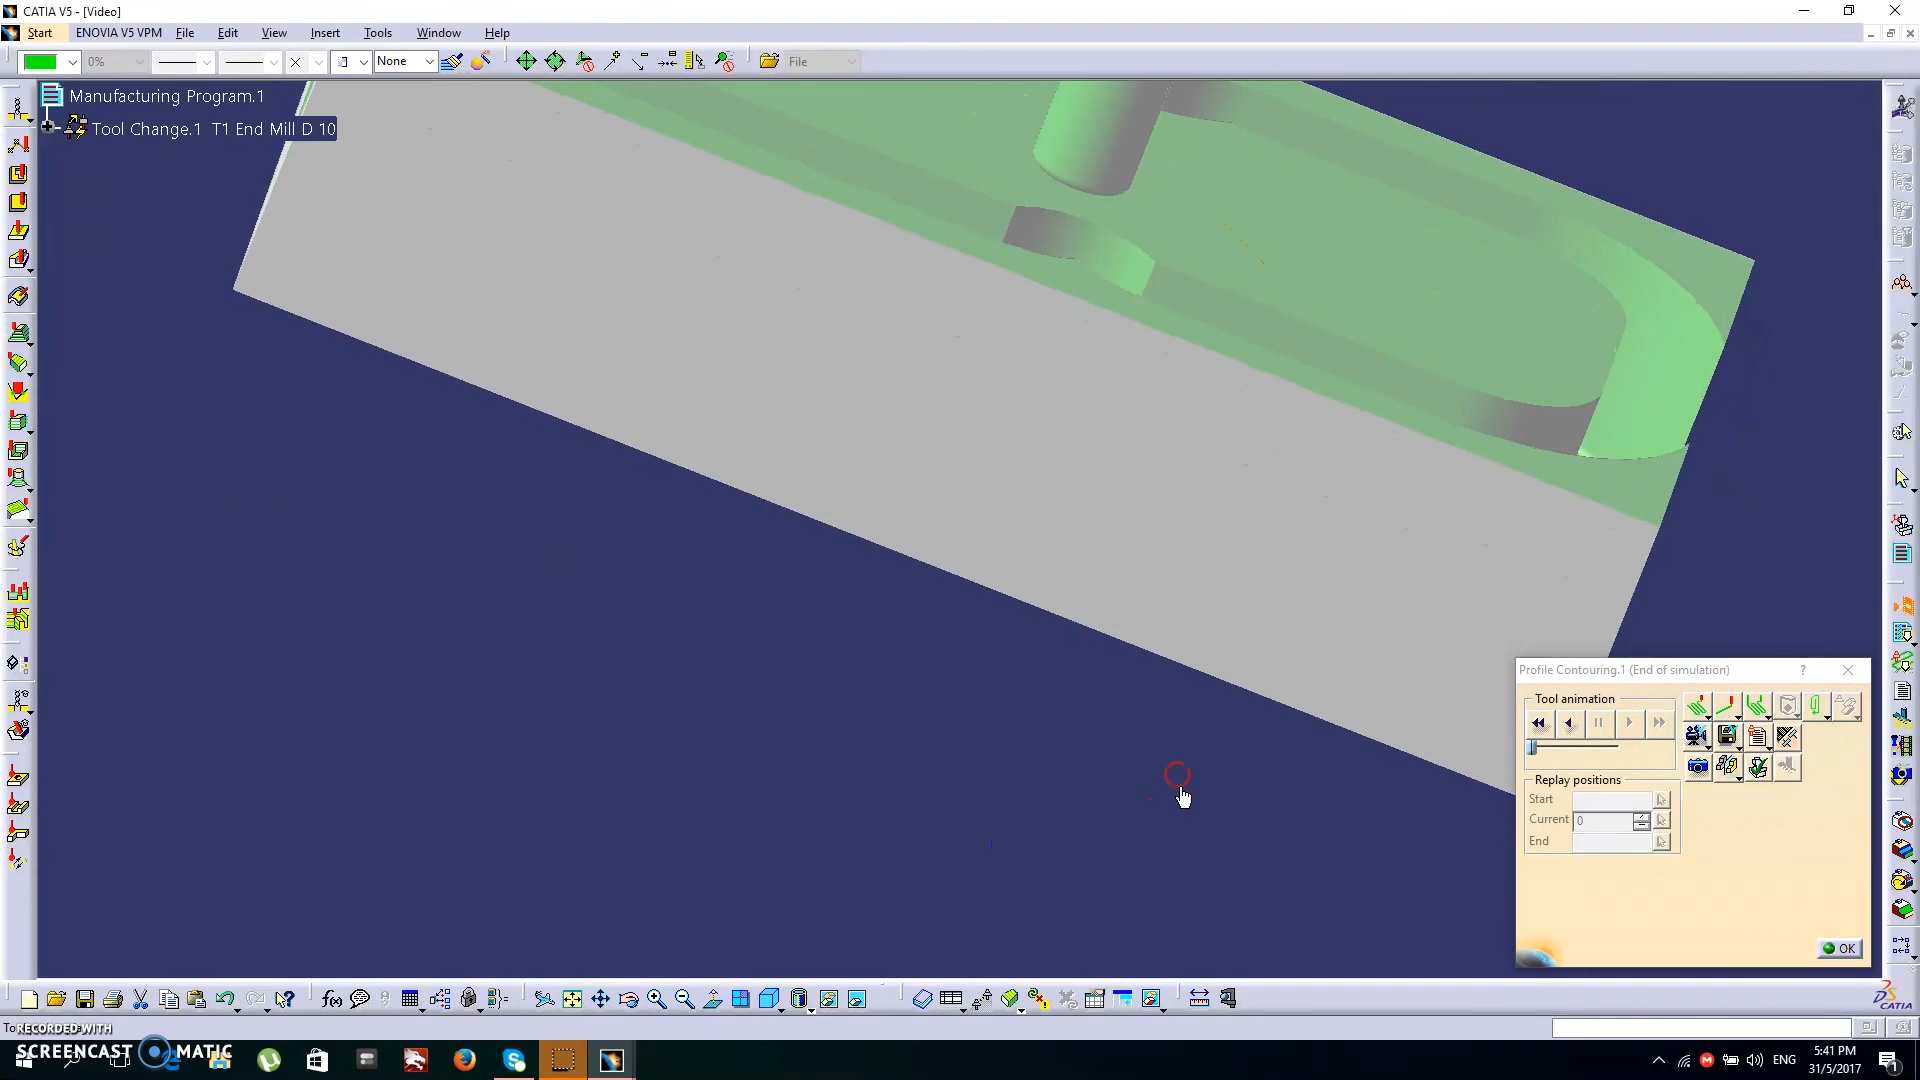 CATIA V5 - [Video]
Start ENOVIA V5 VPM File Edit View Insert Tools Window Help
0% None File
Manufacturing Program.1
Tool Change.1 T1 End Mill D 10
Profile Contouring.1 (End of simulation)
Tool animation
Replay positions
Start
Current 0
End
OK
f(x)
CATIA
RECORDED WITH
SCREENCAST MATIC
ENG
5:41 PM
31/5/2017
1